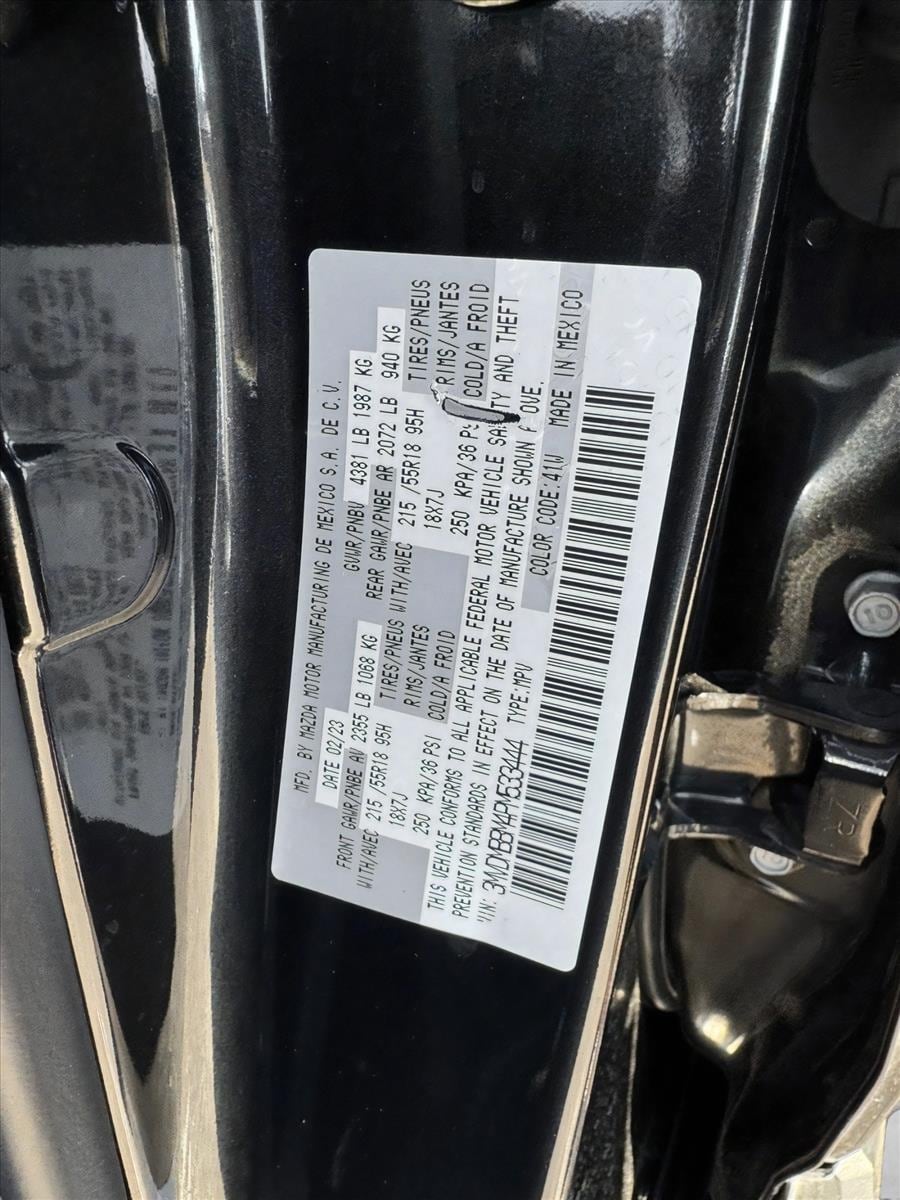 MFD. BY MAZDA MOTOR MANUFACTURING DE MEXICO S.A. DE C.V.
DATE 02/23 GVWR/PNBV 4381 LB 1987 KG
FRONT GAWR/PNBE AV 2355 LB 1068 KG REAR GAWR/PNBE AR 2072 LB 940 KG
WITH/AVEC 215 /55R18 95H TIRES/PNEUS WITH/AVEC 215 /55R18 95H TIRES/PNEUS
18X7J RIMS/JANTES 18X7J RIMS/JANTES
250 KPA/36 PSI COLD/A FROID 250 KPA/36 PS COLD/A FROID
THIS VEHICLE CONFORMS TO ALL APPLICABLE FEDERAL MOTOR VEHICLE SA TY AND THEFT
PREVENTION STANDARDS IN EFFECT ON THE DATE OF MANUFACTURE SHOWN OVE.
VIN: 3MVDMBBM4PM533444 TYPE:MPV COLOR CODE:41W MADE IN MEXICO